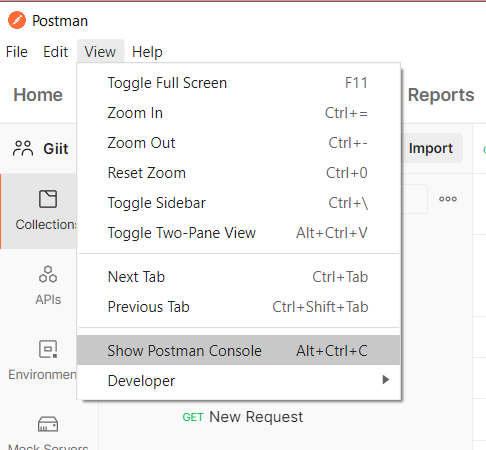 Postman
File Edit View Help
Toggle Full Screen F11
Zoom In Ctrl+=
Zoom Out Ctrl+-
Reset Zoom Ctrl+0
Toggle Sidebar Ctrl+\
Toggle Two-Pane View Alt+Ctrl+V
Next Tab Ctrl+Tab
Previous Tab Ctrl+Shift+Tab
Show Postman Console Alt+Ctrl+C
Developer
Home
Reports
Giit
Import
Collections
APIs
Environmen
Mock Servers
GET New Request